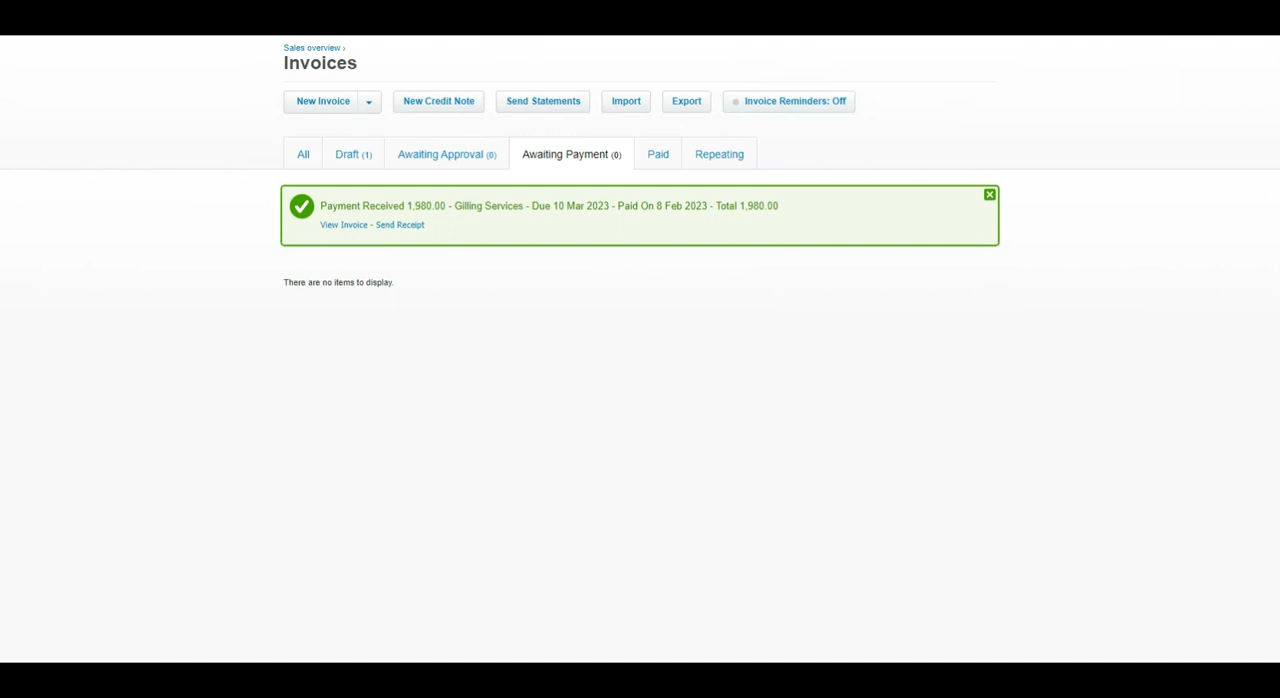 Sales overview ›
Invoices
New Invoice
New Credit Note
Send Statements
Import
Export
Invoice Reminders: Off
All
Draft (1)
Awaiting Approval (0)
Awaiting Payment (0)
Paid
Repeating
Payment Received 1,980.00 - Gilling Services - Due 10 Mar 2023 - Paid On 8 Feb 2023 - Total 1,980.00
View Invoice - Send Receipt
There are no items to display.